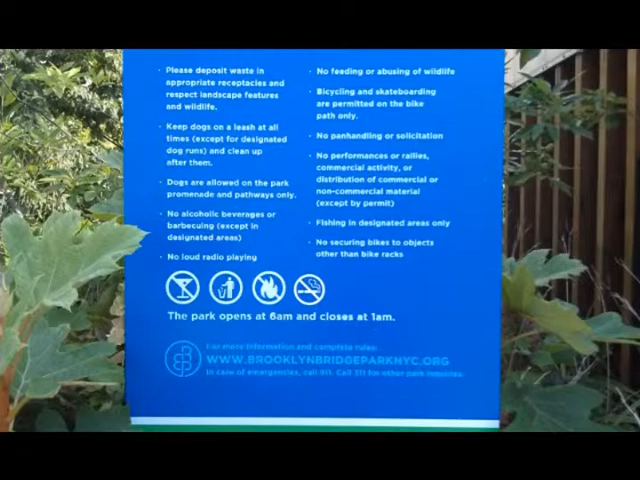 · Please deposit waste in
appropriate receptacles and
respect landscape features
and wildlife.
· Keep dogs on a leash at all
times (except for designated
dog runs) and clean up
after them.
· Dogs are allowed on the park
promenade and pathways only.
· No alcoholic beverages or
barbecuing (except in
designated areas)
· No loud radio playing
· No feeding or abusing of wildlife
· Bicycling and skateboarding
are permitted on the bike
path only.
· No panhandling or solicitation
· No performances or rallies,
commercial activity, or
distribution of commercial or
non-commercial material
(except by permit)
· Fishing in designated areas only
· No securing bikes to objects
other than bike racks
The park opens at 6am and closes at 1am.
For more information and complete rules:
WWW.BROOKLYNBRIDGEPARKNYC.ORG
In case of emergencies, call 911. Call 311 for other park inquiries.